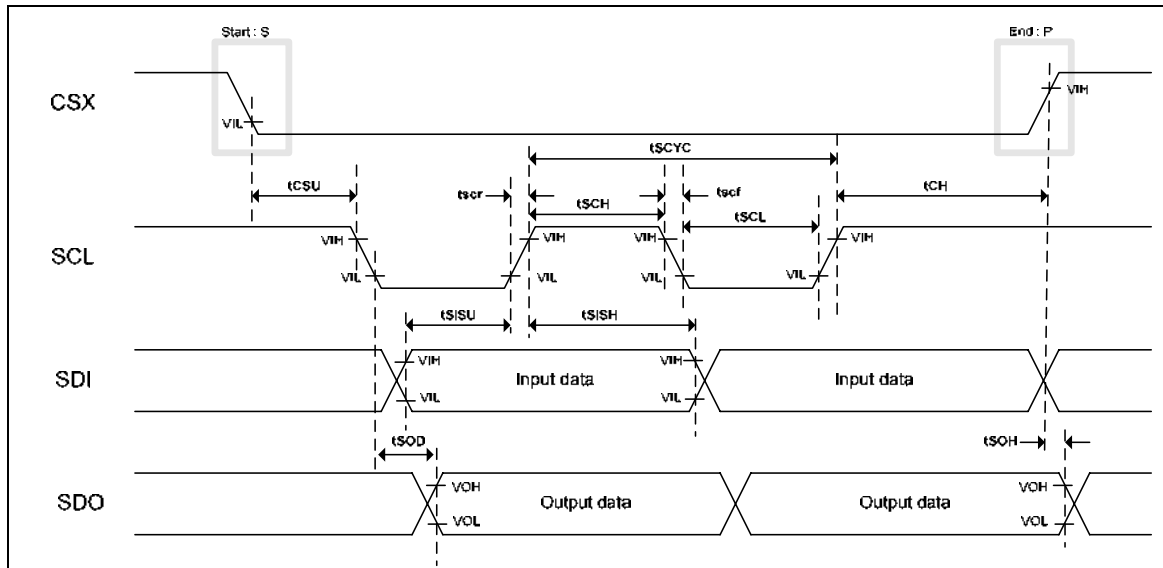 Start : S
End : P
CSX
VIL
VIH
tSCYC
tCSU
tscr
tSCH
tscf
tSCL
tCH
SCL
VIH
VIL
VIH
VIL
VIH
VIL
VIL
VIH
tSISU
tSISH
SDI
VIH
VIL
Input data
VIH
VIL
Input data
tSOD
tSOH
SDO
VOH
VOL
Output data
Output data
VOH
VOL